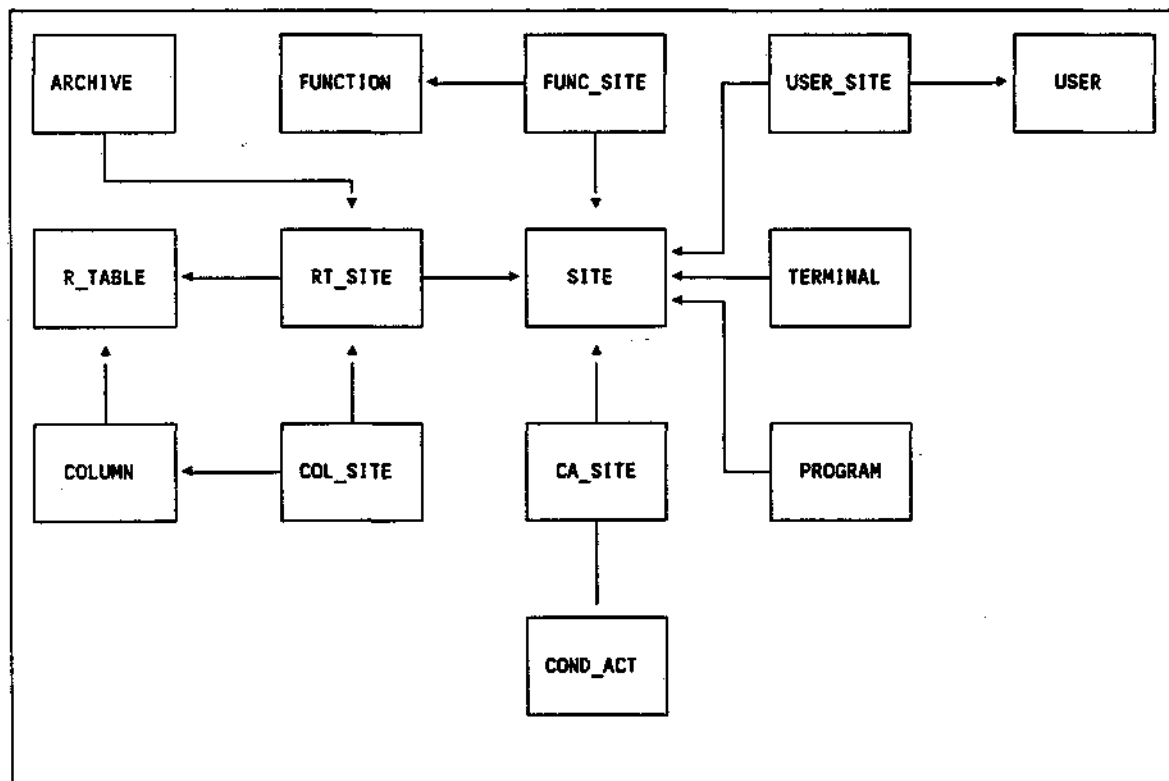 ARCHIVE FUNCTION FUNC_SITE USER_SITE USER
R_TABLE RT_SITE SITE TERMINAL
COLUMN COL_SITE CA_SITE PROGRAM
COND_ACT